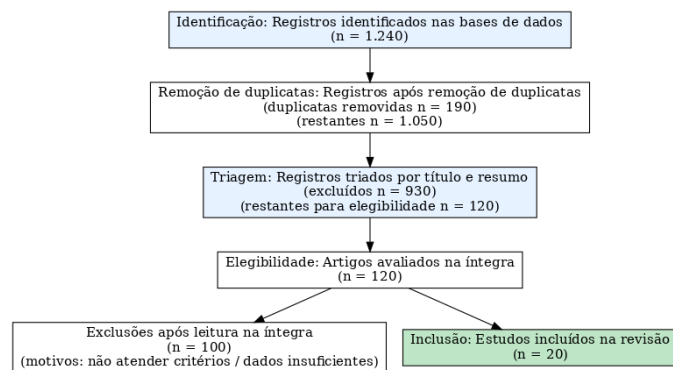 Identificação: Registros identificados nas bases de dados
(n = 1.240)
Remoção de duplicatas: Registros após remoção de duplicatas
(duplicatas removidas n = 190)
(restantes n = 1.050)
Triagem: Registros triados por título e resumo
(excluídos n = 930)
(restantes para elegibilidade n = 120)
Elegibilidade: Artigos avaliados na íntegra
(n = 120)
Exclusões após leitura na íntegra
(n = 100)
(motivos: não atender critérios / dados insuficientes)
Inclusão: Estudos incluídos na revisão
(n = 20)